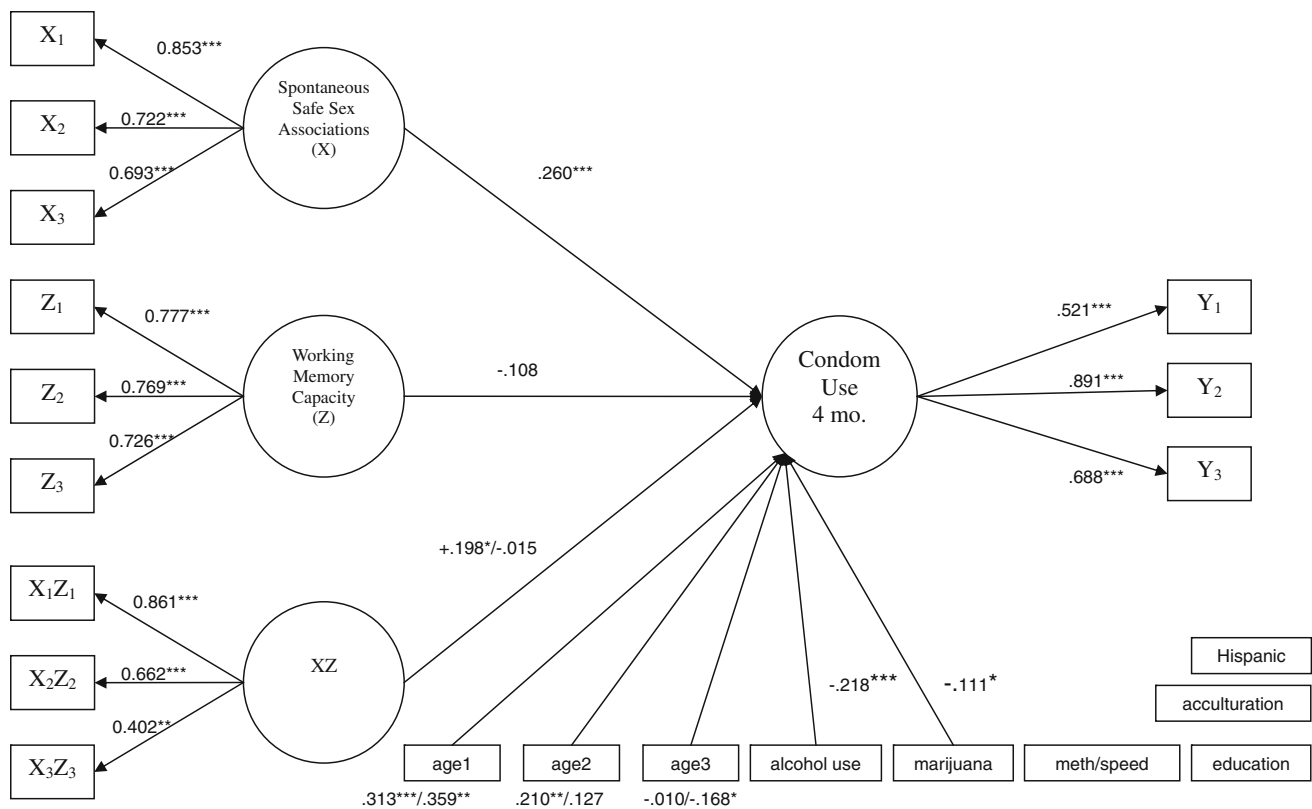 X1
0.853***
X2
0.722***
X3
0.693***
Spontaneous
Safe Sex
Associations
(X)
.260***
Z1
0.777***
Z2
0.769***
Z3
0.726***
Working
Memory
Capacity
(Z)
-.108
Condom
Use
4 mo.
.521***
Y1
.891***
Y2
.688***
Y3
X1Z1
0.861***
X2Z2
0.662***
X3Z3
0.402**
XZ
+.198*/-.015
-.218***
-.111*
Hispanic
acculturation
age1
age2
age3
alcohol use
marijuana
meth/speed
education
.313***/.359**
.210**/.127
-.010/-.168*